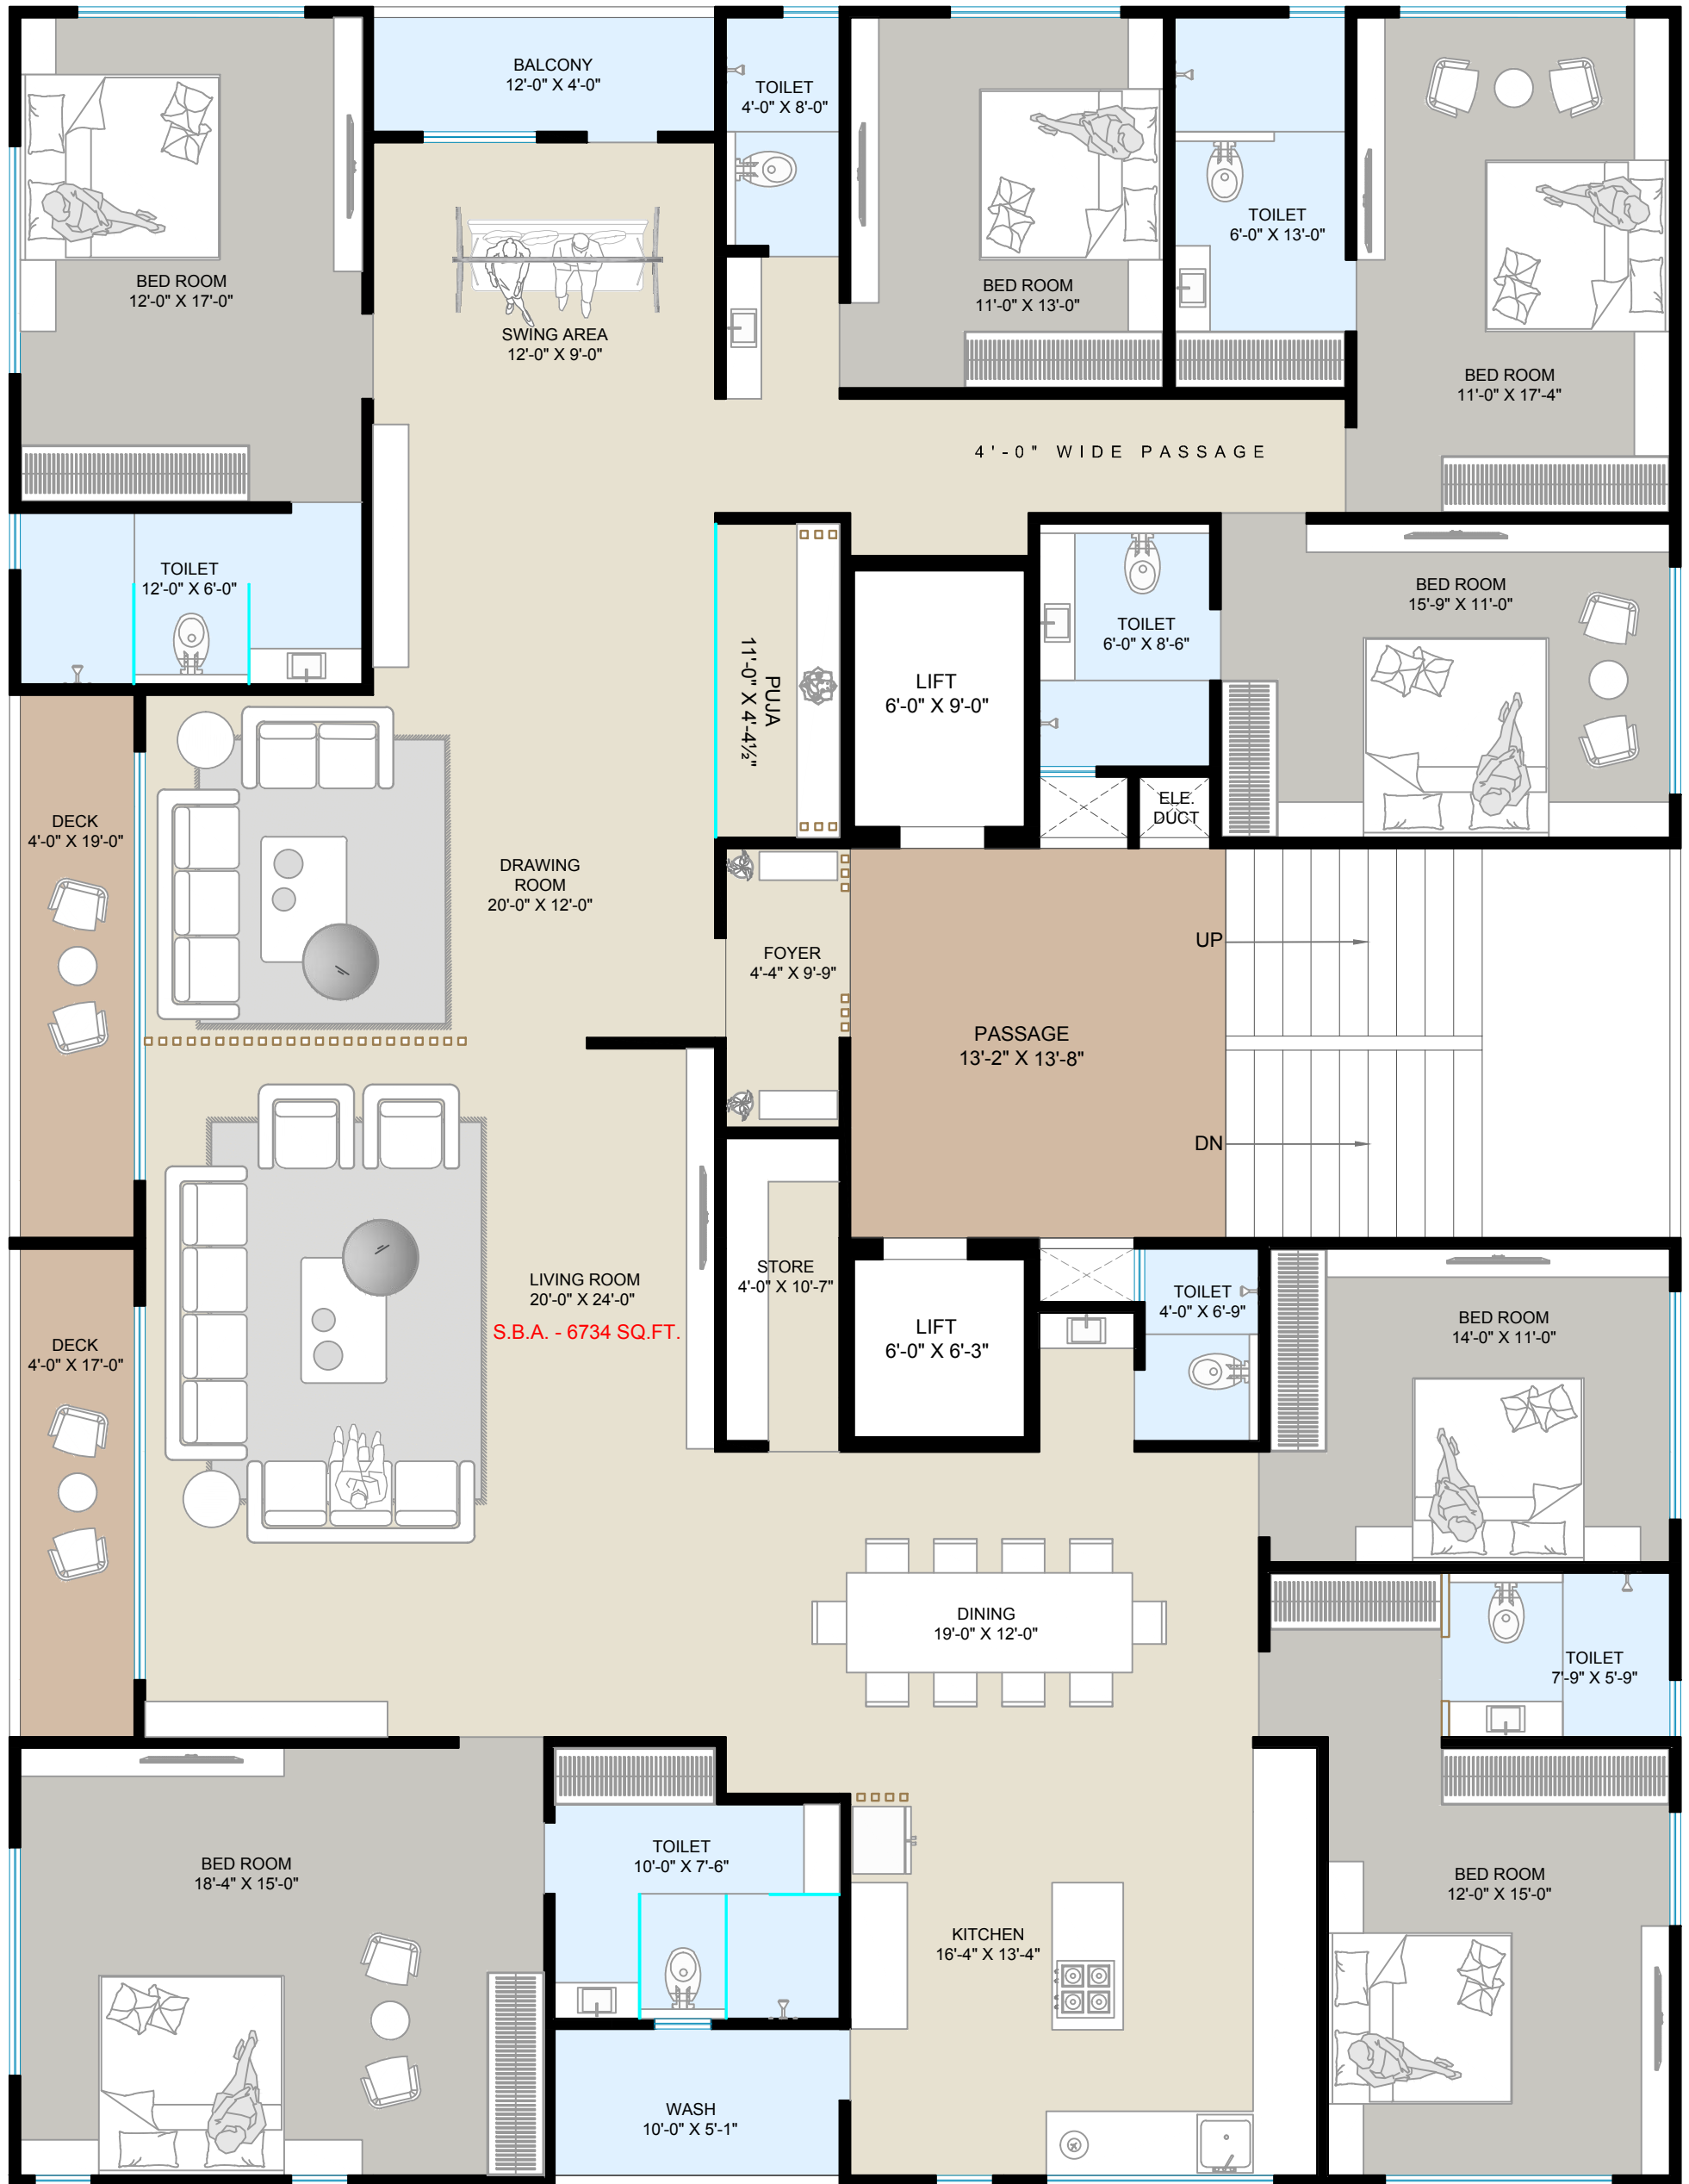 BALCONY
12'-0" X 4'-0"
TOILET
4'-0" X 8'-0"
BED ROOM
12'-0" X 17'-0"
SWING AREA
12'-0" X 9'-0"
BED ROOM
11'-0" X 13'-0"
TOILET
6'-0" X 13'-0"
BED ROOM
11'-0" X 17'-4"
4'-0" WIDE PASSAGE
TOILET
12'-0" X 6'-0"
PUJA
11'-0" X 4'-4½"
LIFT
6'-0" X 9'-0"
TOILET
6'-0" X 8'-6"
BED ROOM
15'-9" X 11'-0"
ELE.
DUCT
DECK
4'-0" X 19'-0"
DRAWING
ROOM
20'-0" X 12'-0"
FOYER
4'-4" X 9'-9"
UP
PASSAGE
13'-2" X 13'-8"
DN
DECK
4'-0" X 17'-0"
LIVING ROOM
20'-0" X 24'-0"
S.B.A. - 6734 SQ.FT.
STORE
4'-0" X 10'-7"
LIFT
6'-0" X 6'-3"
TOILET
4'-0" X 6'-9"
BED ROOM
14'-0" X 11'-0"
DINING
19'-0" X 12'-0"
TOILET
7'-9" X 5'-9"
BED ROOM
18'-4" X 15'-0"
TOILET
10'-0" X 7'-6"
KITCHEN
16'-4" X 13'-4"
BED ROOM
12'-0" X 15'-0"
WASH
10'-0" X 5'-1"